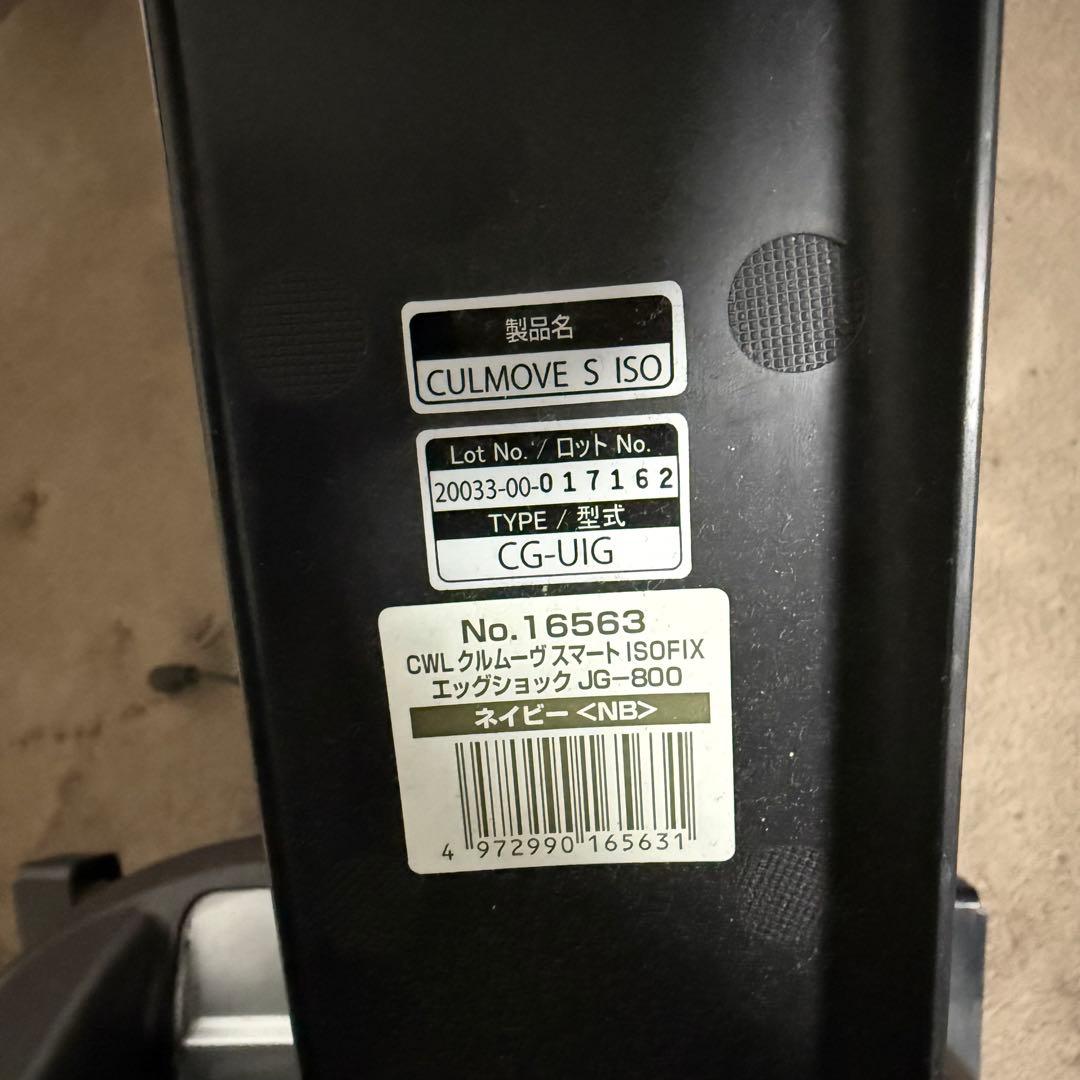 製品名
CULMOVE S ISO
Lot No. / ロット No.
20033-00-017162
TYPE / 型式
CG-UIG
No.16563
CWL クルムーヴ スマート ISOFIX
エッグショック JG-800
ネイビー <NB>
4 972990 165631